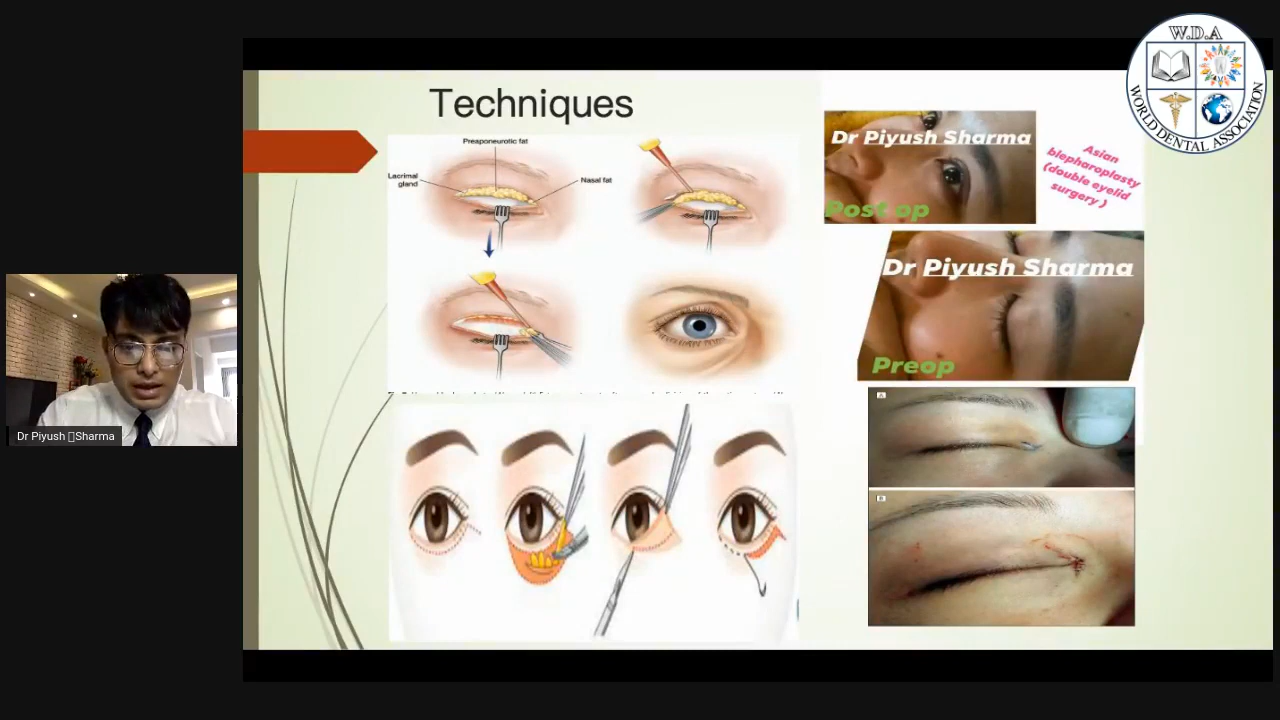 Techniques
Preaponeurotic fat
Lacrimal
gland
Nasal fat
Dr Piyush Sharma
Post op
Asian
blepharoplasty
(double eyelid
surgery )
Dr Piyush Sharma
Preop
A
B
W.D.A
WORLD DENTAL ASSOCIATION
Dr Piyush Sharma